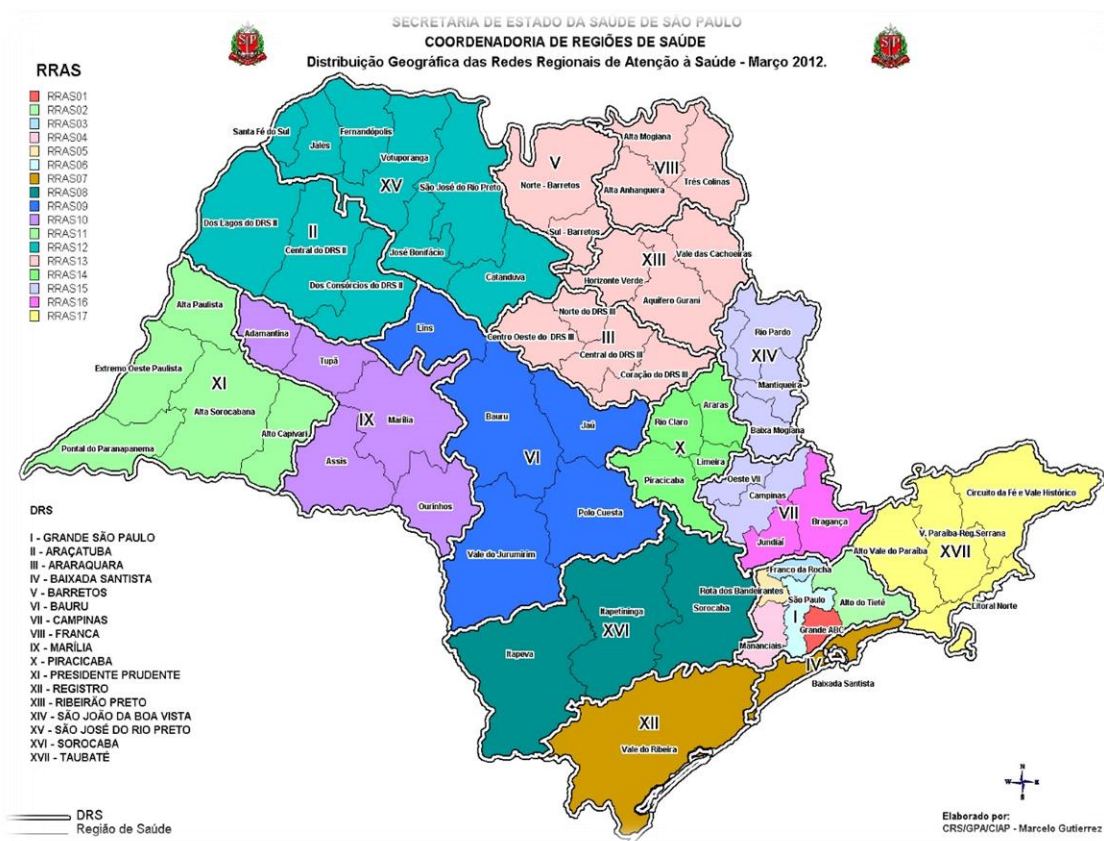 SECRETARIA DE ESTADO DA SAÚDE DE SÃO PAULO
COORDENADORIA DE REGIÕES DE SAÚDE
Distribuição Geográfica das Redes Regionais de Atenção à Saúde - Março 2012.
RRAS
RRAS01
RRAS02
RRAS03
RRAS04
RRAS05
RRAS06
RRAS07
RRAS08
RRAS09
RRAS10
RRAS11
RRAS12
RRAS13
RRAS14
RRAS15
RRAS16
RRAS17
Santa Fé do Sul
Jales
Fernandópolis
Votuporanga
XV
São José do Rio Preto
José Bonifácio
Catanduva
Dos Lagos do DRS II
II
Central do DRS II
Dos Consórcios do DRS II
V
Norte - Barretos
Sul - Barretos
Alta Mogiana
VIII
Três Colinas
Alta Anhanguera
XIII
Vale das Cachoeiras
Horizonte Verde
Aquífero Gurani
Norte do DRS III
Centro Oeste do DRS III
III
Central do DRS III
Coração do DRS III
Rio Pardo
XIV
Mantiqueira
Baixa Mogiana
Alta Paulista
Extremo Oeste Paulista
XI
Alta Sorocabana
Alto Capivari
Pontal do Paranapanema
Adamantina
Tupã
IX
Marília
Assis
Ourinhos
Lins
Bauru
Jaú
VI
Polo Cuesta
Vale do Jurumirim
Araras
Rio Claro
X
Limeira
Piracicaba
Oeste VII
Campinas
VII
Bragança
Jundiaí
Circuito da Fé e Vale Histórico
V. Paraíba-Reg.Serrana
XVII
Alto Vale do Paraíba
Litoral Norte
Franco da Rocha
Rota dos Bandeirantes
São Paulo
Alto do Tietê
I
Grande ABC
Mananciais
IV
Baixada Santista
Itapetininga
Sorocaba
XVI
Itapeva
XII
Vale do Ribeira
DRS
I - GRANDE SÃO PAULO
II - ARAÇATUBA
III - ARARAQUARA
IV - BAIXADA SANTISTA
V - BARRETOS
VI - BAURU
VII - CAMPINAS
VIII - FRANCA
IX - MARÍLIA
X - PIRACICABA
XI - PRESIDENTE PRUDENTE
XII - REGISTRO
XIII - RIBEIRÃO PRETO
XIV - SÃO JOÃO DA BOA VISTA
XV - SÃO JOSÉ DO RIO PRETO
XVI - SOROCABA
XVII - TAUBATÉ
DRS
Região de Saúde
N
W
E
S
Elaborado por:
CRS/GPA/CIAP - Marcelo Gutierrez